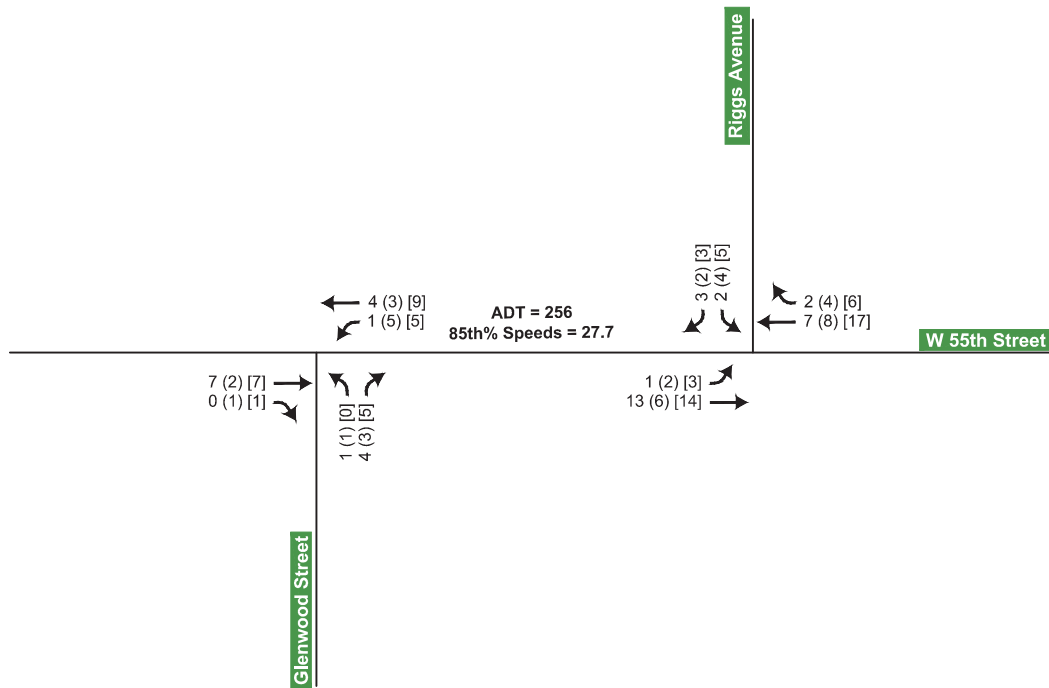 Riggs Avenue
3 (2) [3]
2 (4) [5]
4 (3) [9]
1 (5) [5]
ADT = 256
85th% Speeds = 27.7
2 (4) [6]
7 (8) [17]
W 55th Street
7 (2) [7]
0 (1) [1]
1 (1) [0]
4 (3) [5]
1 (2) [3]
13 (6) [14]
Glenwood Street